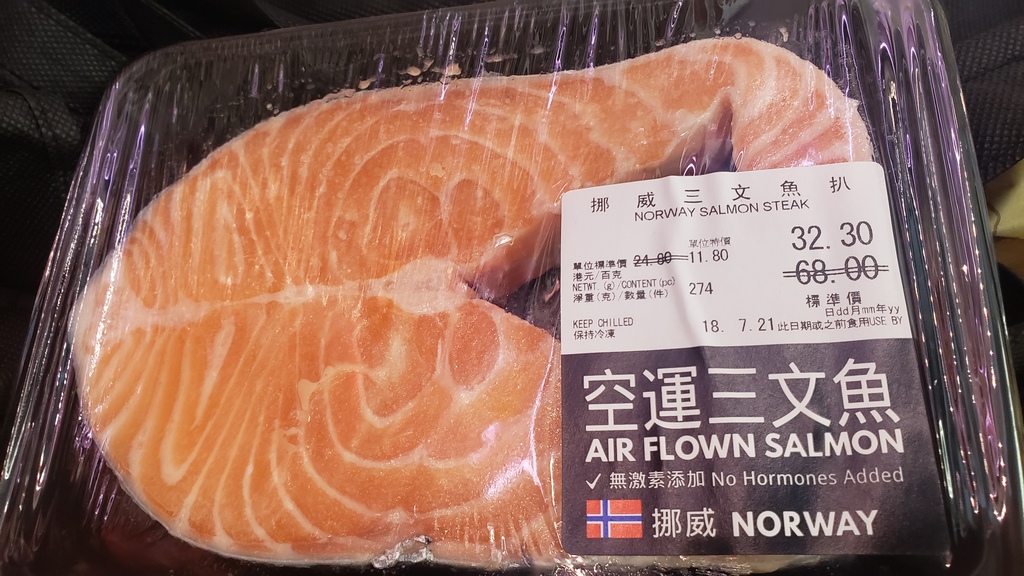 挪威三文魚扒
NORWAY SALMON STEAK
單位特價 32.30
單位標準價 24.80 11.80 68.00
港元/百克
NETWT.(g)/CONTENT(pc) 標準價
淨重(克)/數量(件) 274 日dd月mm年yy
KEEP CHILLED 18. 7.21 此日期或之前食用USE BY
保持冷凍
空運三文魚
AIR FLOWN SALMON
✓ 無激素添加 No Hormones Added
挪威 NORWAY